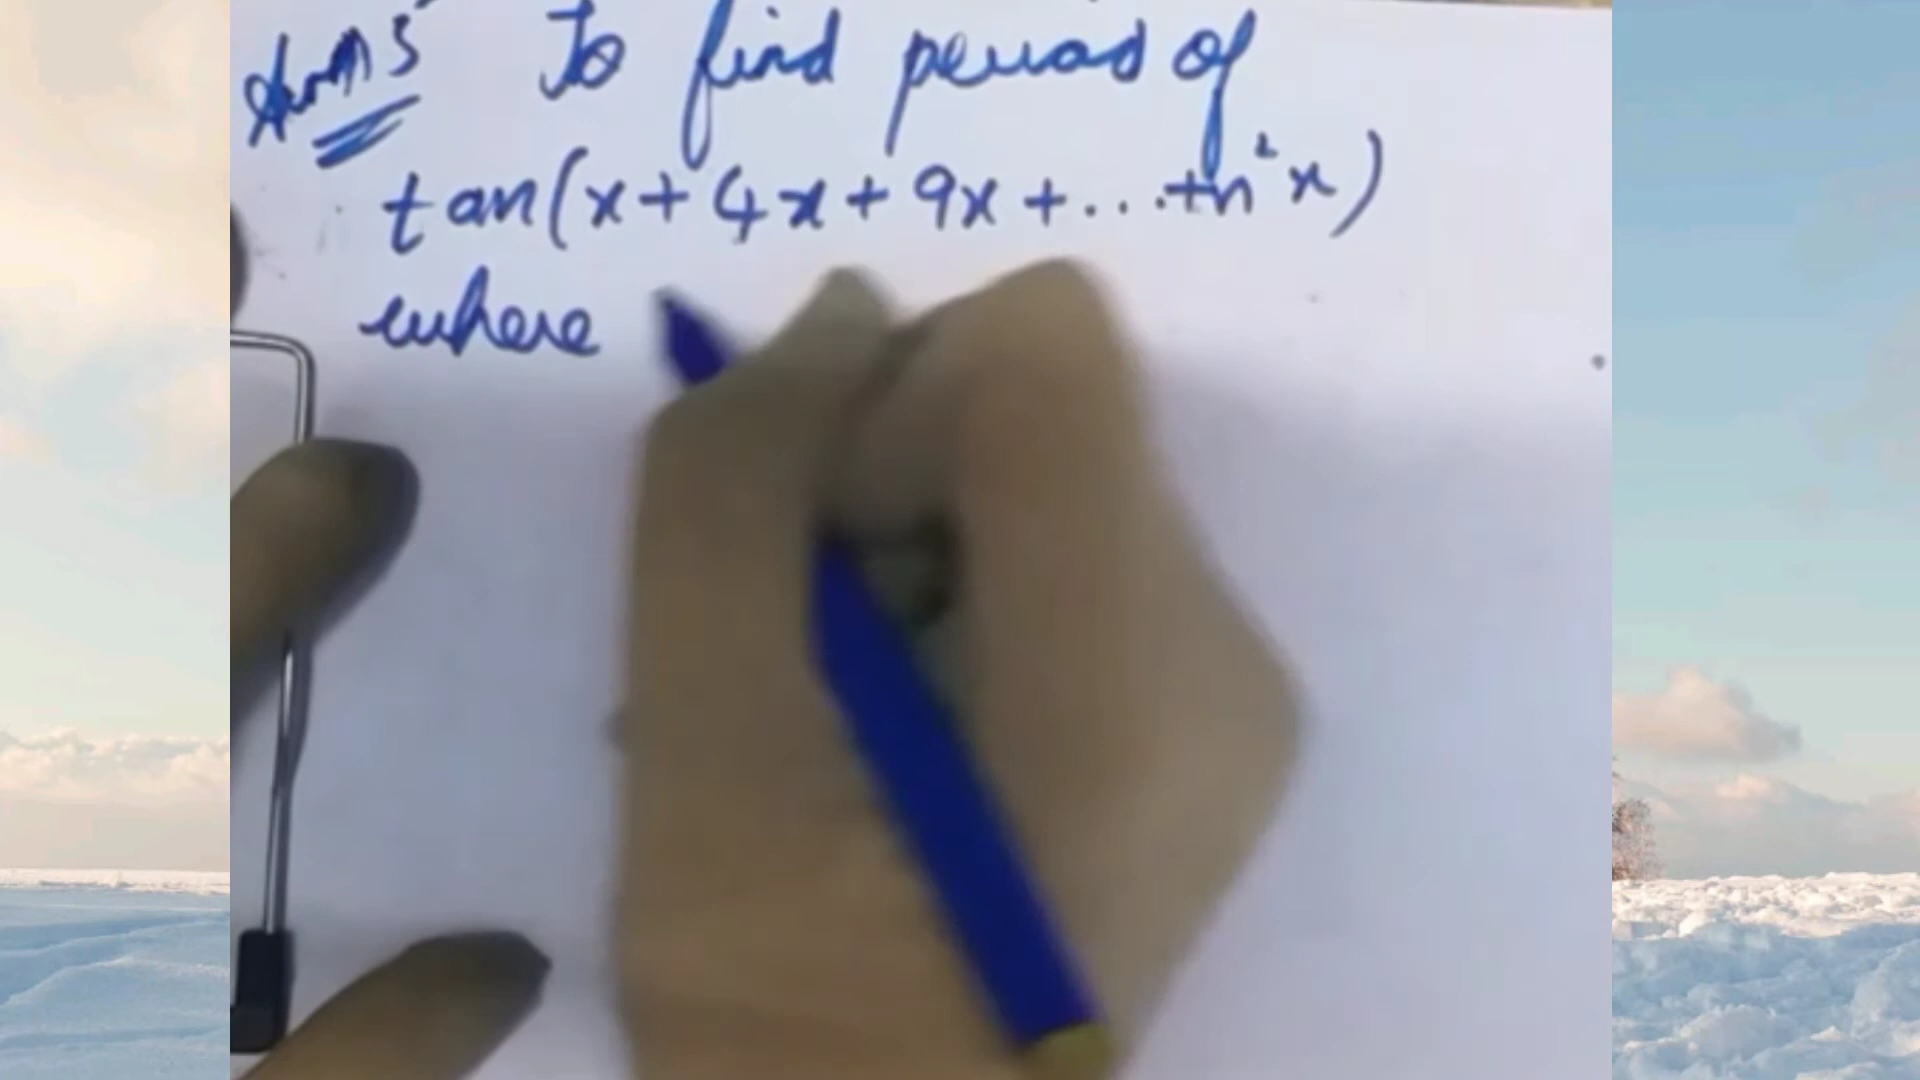 Ans To find period of
tan(x+4x+9x+...+n²x)
where